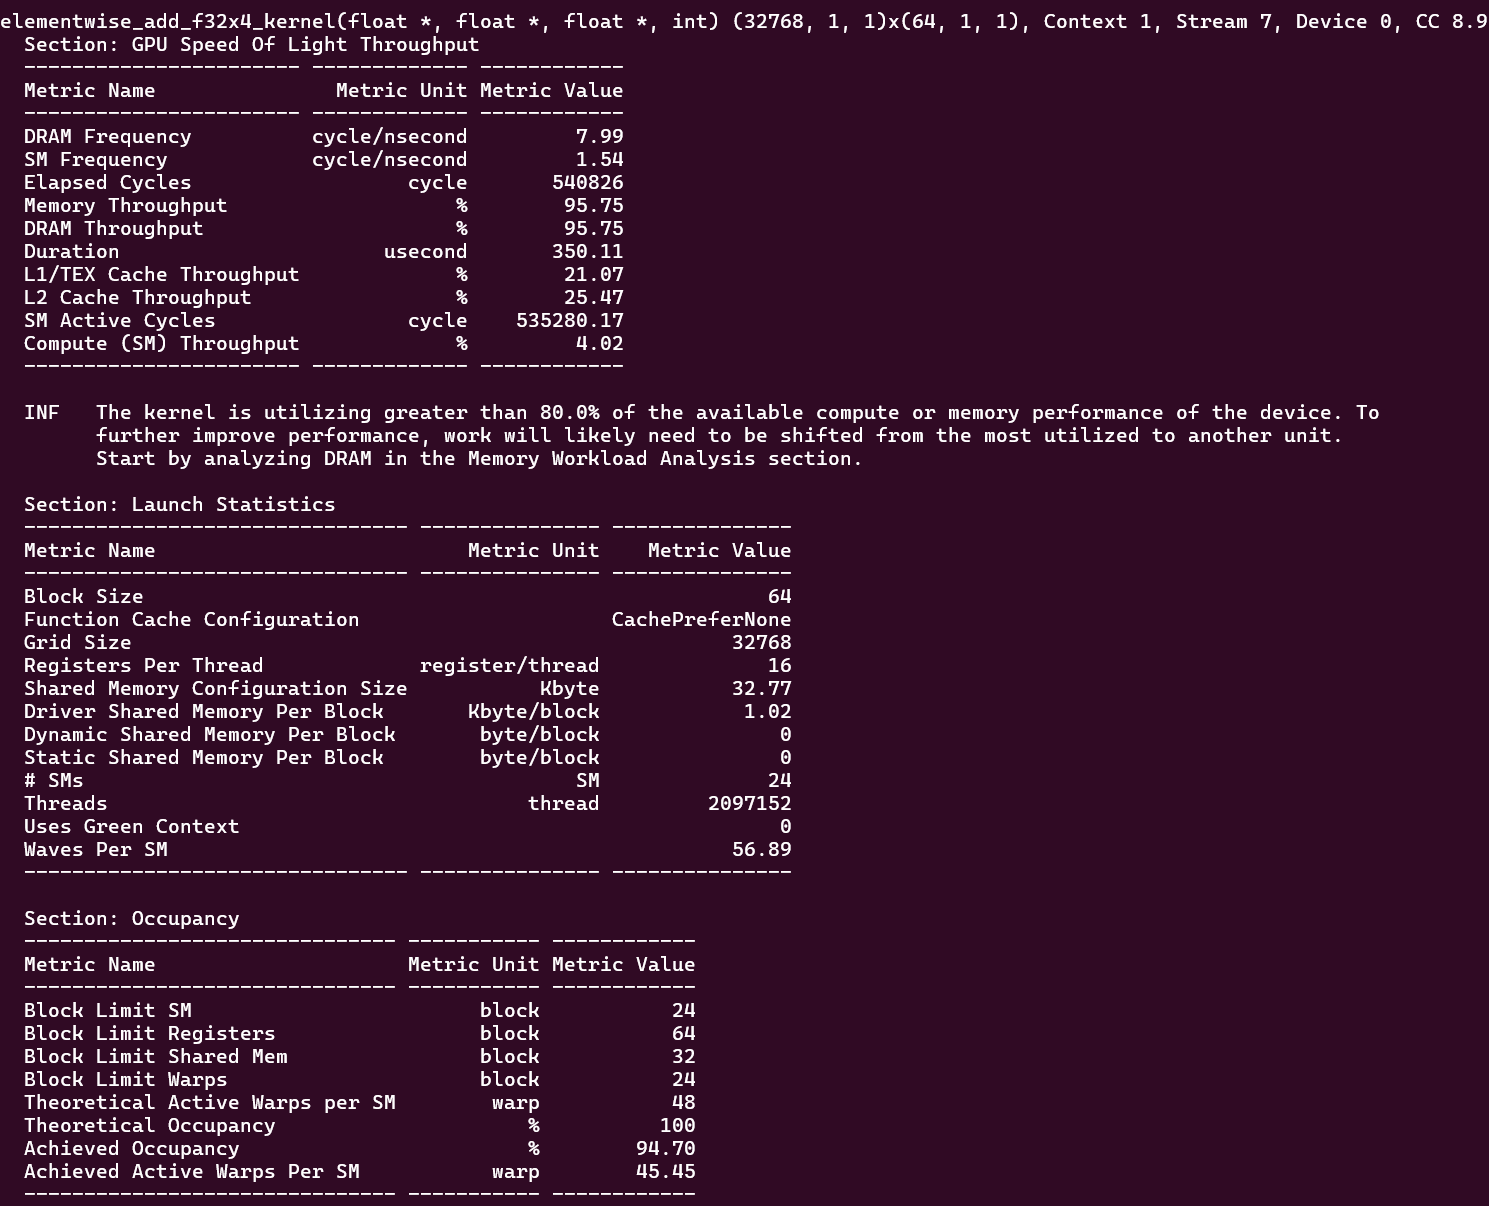 elementwise_add_f32x4_kernel(float *, float *, float *, int) (32768, 1, 1)x(64, 1, 1), Context 1, Stream 7, Device 0, CC 8.9
  Section: GPU Speed Of Light Throughput
  ----------------------- ------------- ------------
  Metric Name               Metric Unit Metric Value
  ----------------------- ------------- ------------
  DRAM Frequency          cycle/nsecond         7.99
  SM Frequency            cycle/nsecond         1.54
  Elapsed Cycles                  cycle       540826
  Memory Throughput                   %        95.75
  DRAM Throughput                     %        95.75
  Duration                      usecond       350.11
  L1/TEX Cache Throughput             %        21.07
  L2 Cache Throughput                 %        25.47
  SM Active Cycles                cycle    535280.17
  Compute (SM) Throughput             %         4.02
  ----------------------- ------------- ------------

  INF   The kernel is utilizing greater than 80.0% of the available compute or memory performance of the device. To
        further improve performance, work will likely need to be shifted from the most utilized to another unit.
        Start by analyzing DRAM in the Memory Workload Analysis section.

  Section: Launch Statistics
  -------------------------------- --------------- ---------------
  Metric Name                          Metric Unit    Metric Value
  -------------------------------- --------------- ---------------
  Block Size                                                    64
  Function Cache Configuration                     CachePreferNone
  Grid Size                                                  32768
  Registers Per Thread             register/thread              16
  Shared Memory Configuration Size           Kbyte           32.77
  Driver Shared Memory Per Block       Kbyte/block            1.02
  Dynamic Shared Memory Per Block       byte/block               0
  Static Shared Memory Per Block        byte/block               0
  # SMs                                         SM              24
  Threads                                   thread         2097152
  Uses Green Context                                             0
  Waves Per SM                                               56.89
  -------------------------------- --------------- ---------------

  Section: Occupancy
  ------------------------------- ----------- ------------
  Metric Name                     Metric Unit Metric Value
  ------------------------------- ----------- ------------
  Block Limit SM                        block           24
  Block Limit Registers                 block           64
  Block Limit Shared Mem                block           32
  Block Limit Warps                     block           24
  Theoretical Active Warps per SM        warp           48
  Theoretical Occupancy                     %          100
  Achieved Occupancy                        %        94.70
  Achieved Active Warps Per SM           warp        45.45
  ------------------------------- ----------- ------------